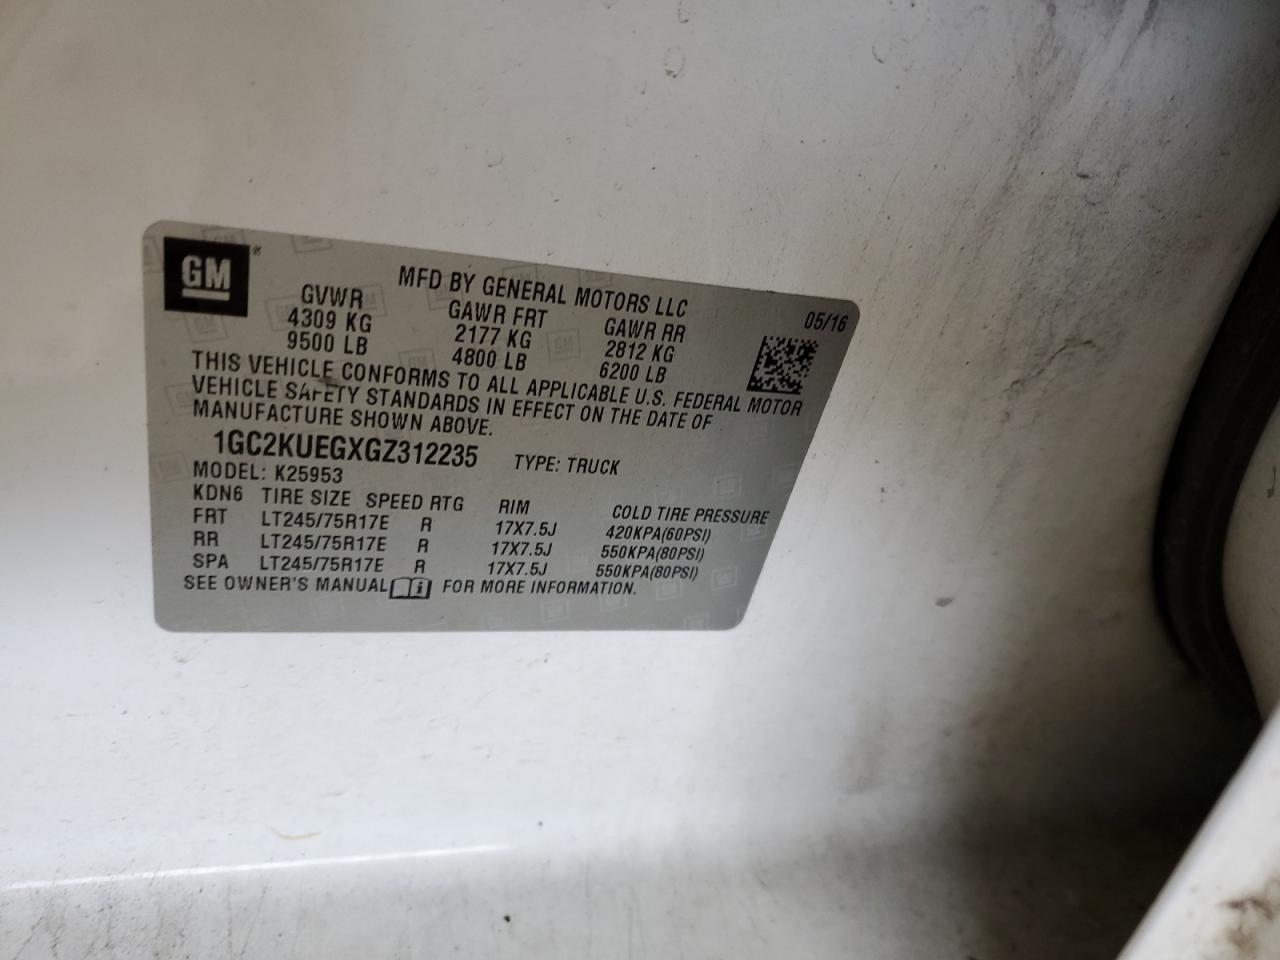 GM®
MFD BY GENERAL MOTORS LLC 05/16
GVWR GAWR FRT GAWR RR
4309 KG 2177 KG 2812 KG
9500 LB 4800 LB 6200 LB
THIS VEHICLE CONFORMS TO ALL APPLICABLE U.S. FEDERAL MOTOR
VEHICLE SAFETY STANDARDS IN EFFECT ON THE DATE OF
MANUFACTURE SHOWN ABOVE.
1GC2KUEGXGZ312235 TYPE: TRUCK
MODEL: K25953
KDN6 TIRE SIZE SPEED RTG RIM COLD TIRE PRESSURE
FRT LT245/75R17E R 17X7.5J 420KPA(60PSI)
RR LT245/75R17E R 17X7.5J 550KPA(80PSI)
SPA LT245/75R17E R 17X7.5J 550KPA(80PSI)
SEE OWNER'S MANUAL i FOR MORE INFORMATION.